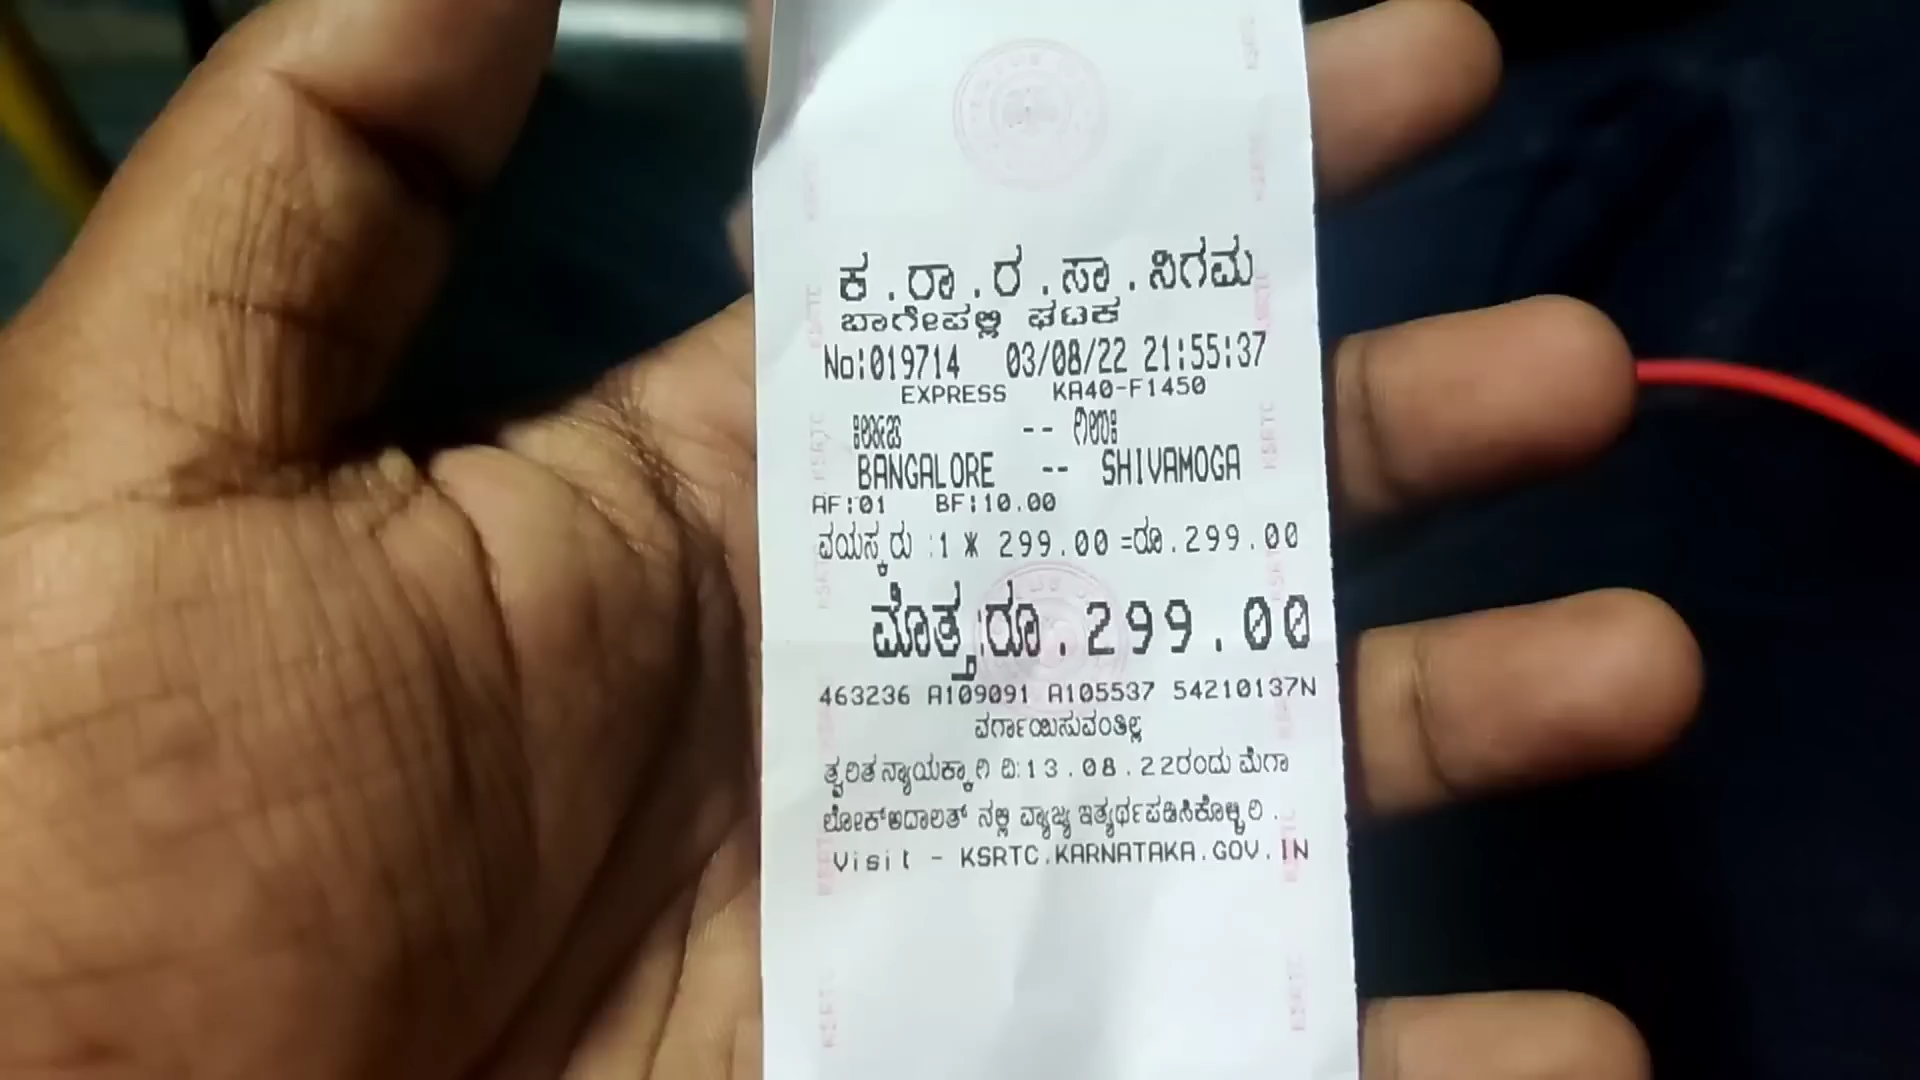 ಕ.ರಾ.ರ.ಸಾ.ನಿಗಮ
ಬಾಗೇಪಲ್ಲಿ ಘಟಕ
No:019714 03/08/22 21:55:37
EXPRESS KA40-F1450
--
BANGALORE -- SHIVAMOGA
AF:01 BF:10.00
ವಯಸ್ಕರು :1 * 299.00 =ರೂ.299.00
ಮೊತ್ತ:ರೂ.299.00
463236 A109091 A105537 54210137N
ವರ್ಗಾಯಿಸುವಂತಿಲ್ಲ
ತ್ವರಿತ ನ್ಯಾಯಕ್ಕಾಗಿ ದಿ:13.08.22ರಂದು ಮೆಗಾ
ಲೋಕ್ಅದಾಲತ್ ನಲ್ಲಿ ವ್ಯಾಜ್ಯ ಇತ್ಯರ್ಥಪಡಿಸಿಕೊಳ್ಳಿರಿ.
Visit - KSRTC.KARNATAKA.GOV.IN